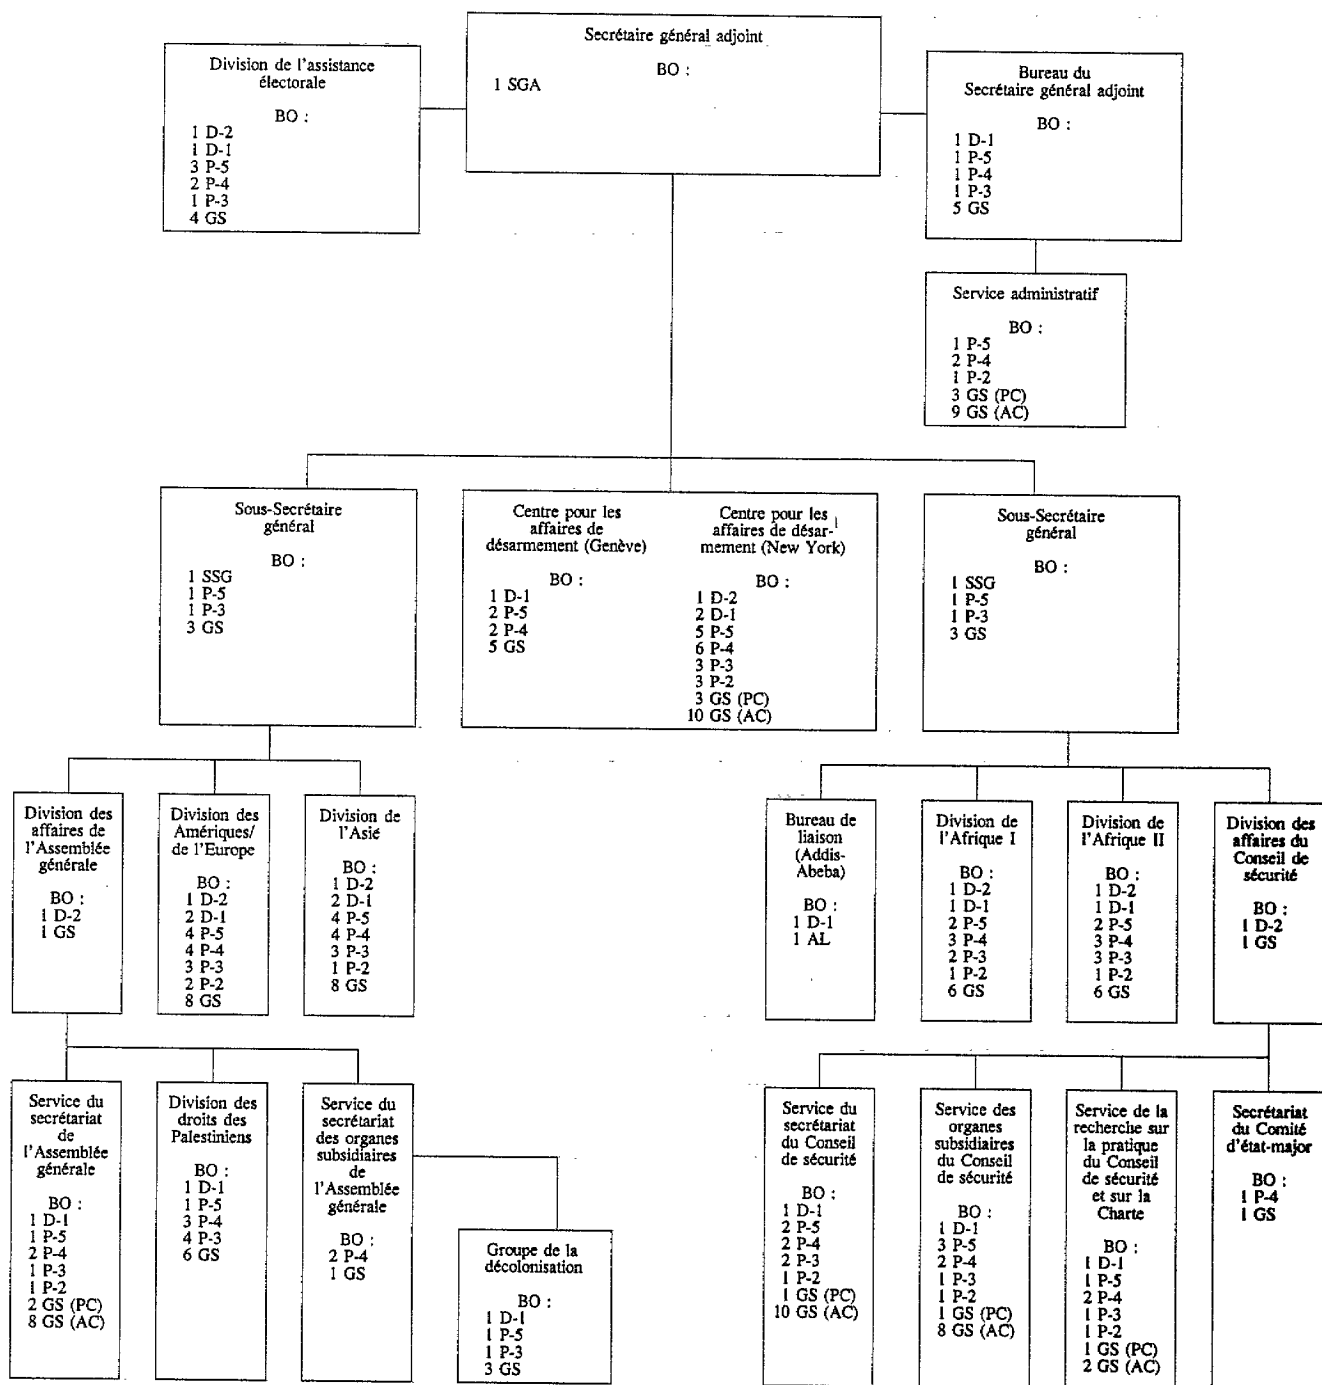 Secrétaire général adjoint
BO :
1 SGA
Division de l'assistance
électorale
BO :
1 D-2
1 D-1
3 P-5
2 P-4
1 P-3
4 GS
Bureau du
Secrétaire général adjoint
BO :
1 D-1
1 P-5
1 P-4
1 P-3
5 GS
Service administratif
BO :
1 P-5
2 P-4
1 P-2
3 GS (PC)
9 GS (AC)
Sous-Secrétaire
général
BO :
1 SSG
1 P-5
1 P-3
3 GS
Centre pour les
affaires de
désarmement (Genève)
BO :
1 D-1
2 P-5
2 P-4
5 GS
Centre pour les
affaires de désar-
mement (New York)
BO :
1 D-2
2 D-1
5 P-5
6 P-4
3 P-3
3 P-2
3 GS (PC)
10 GS (AC)
Sous-Secrétaire
général
BO :
1 SSG
1 P-5
1 P-3
3 GS
Division des
affaires de
l'Assemblée
générale
BO :
1 D-2
1 GS
Division des
Amériques/
de l'Europe
BO :
1 D-2
2 D-1
4 P-5
4 P-4
3 P-3
2 P-2
8 GS
Division de
l'Asie
BO :
1 D-2
2 D-1
4 P-5
4 P-4
3 P-3
1 P-2
8 GS
Bureau de
liaison
(Addis-
Abeba)
BO :
1 D-1
1 AL
Division de
l'Afrique I
BO :
1 D-2
1 D-1
2 P-5
3 P-4
2 P-3
1 P-2
6 GS
Division de
l'Afrique II
BO :
1 D-2
1 D-1
2 P-5
3 P-4
3 P-3
1 P-2
6 GS
Division des
affaires du
Conseil de
sécurité
BO :
1 D-2
1 GS
Service du
secrétariat
de
l'Assemblée
générale
BO :
1 D-1
1 P-5
2 P-4
1 P-3
1 P-2
2 GS (PC)
8 GS (AC)
Division des
droits des
Palestiniens
BO :
1 D-1
1 P-5
3 P-4
4 P-3
6 GS
Service du
secrétariat
des organes
subsidiaires
de
l'Assemblée
générale
BO :
2 P-4
1 GS
Groupe de la
décolonisation
BO :
1 D-1
1 P-5
1 P-3
3 GS
Service du
secrétariat
du Conseil
de sécurité
BO :
1 D-1
2 P-5
2 P-4
2 P-3
1 P-2
1 GS (PC)
10 GS (AC)
Service des
organes
subsidiaires
du Conseil
de sécurité
BO :
1 D-1
3 P-5
2 P-4
1 P-3
1 P-2
1 GS (PC)
8 GS (AC)
Service de la
recherche sur
la pratique
du Conseil
de sécurité
et sur la
Charte
BO :
1 D-1
1 P-5
2 P-4
1 P-3
1 P-2
1 GS (PC)
2 GS (AC)
Secrétariat
du Comité
d'état-major
BO :
1 P-4
1 GS